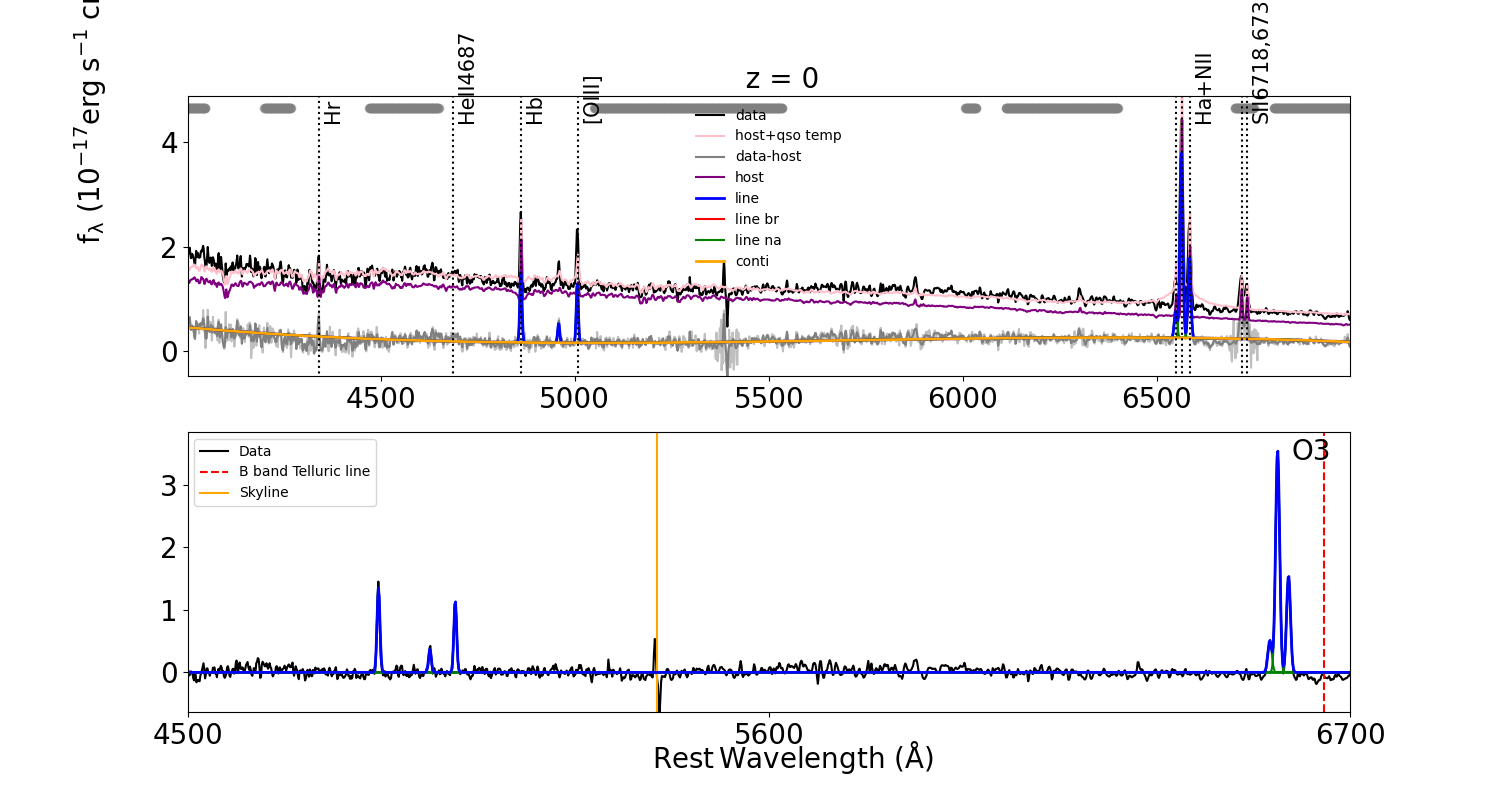 z = 0
f_λ (10^−17 erg s^−1
Hr
HeII4687
Hb
[OIII]
Ha+NII
SII6718,673
data
host+qso temp
data-host
host
line
line br
line na
conti
4
2
0
4500
5000
5500
6000
6500
O3
Data
B band Telluric line
Skyline
3
2
1
0
4500
5600
6700
Rest Wavelength (Å)